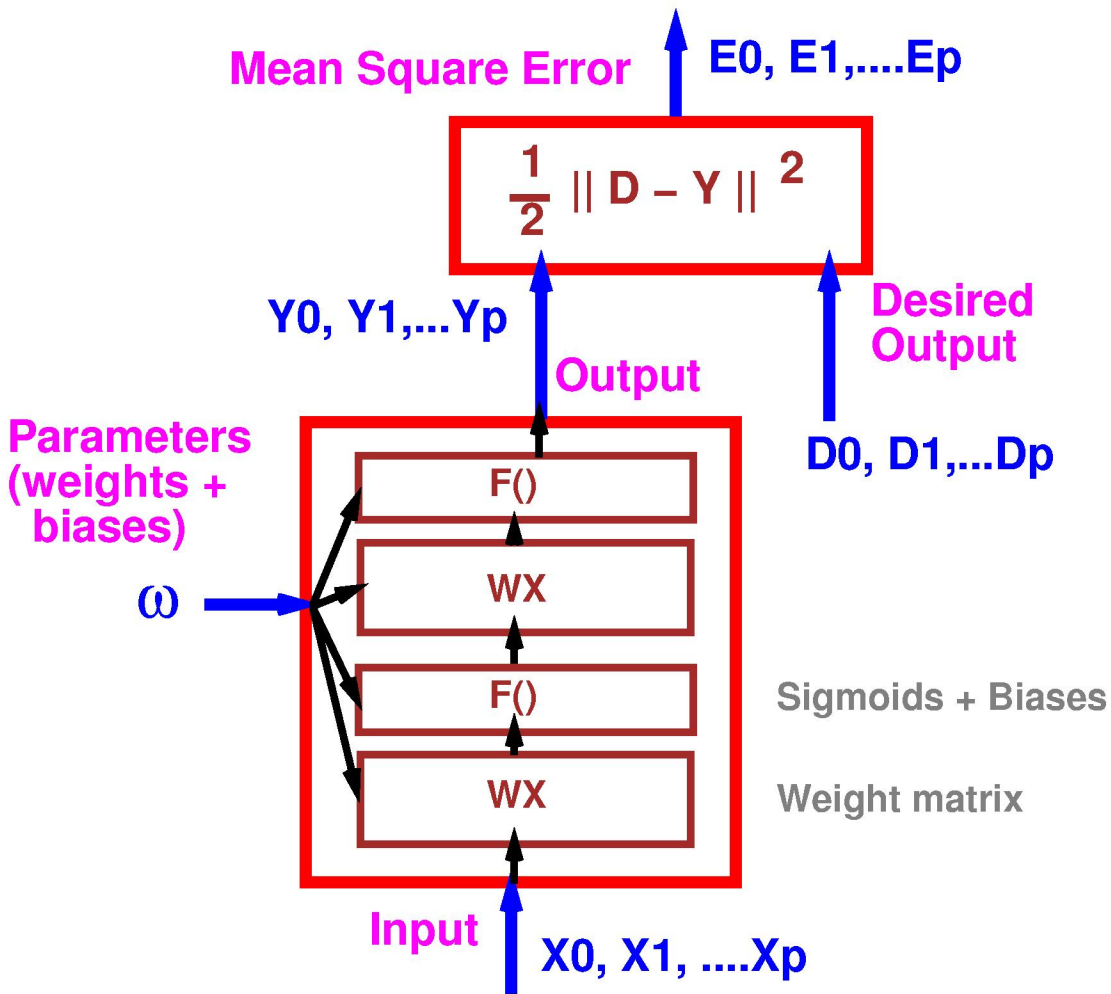 E0, E1,....Ep
Mean Square Error
1
2
|| D – Y || 2
Y0, Y1,...Yp
Desired
Output
Output
Parameters
(weights +
biases)
D0, D1,...Dp
F()
WX
ω
F()
Sigmoids + Biases
WX
Weight matrix
Input
X0, X1, ....Xp